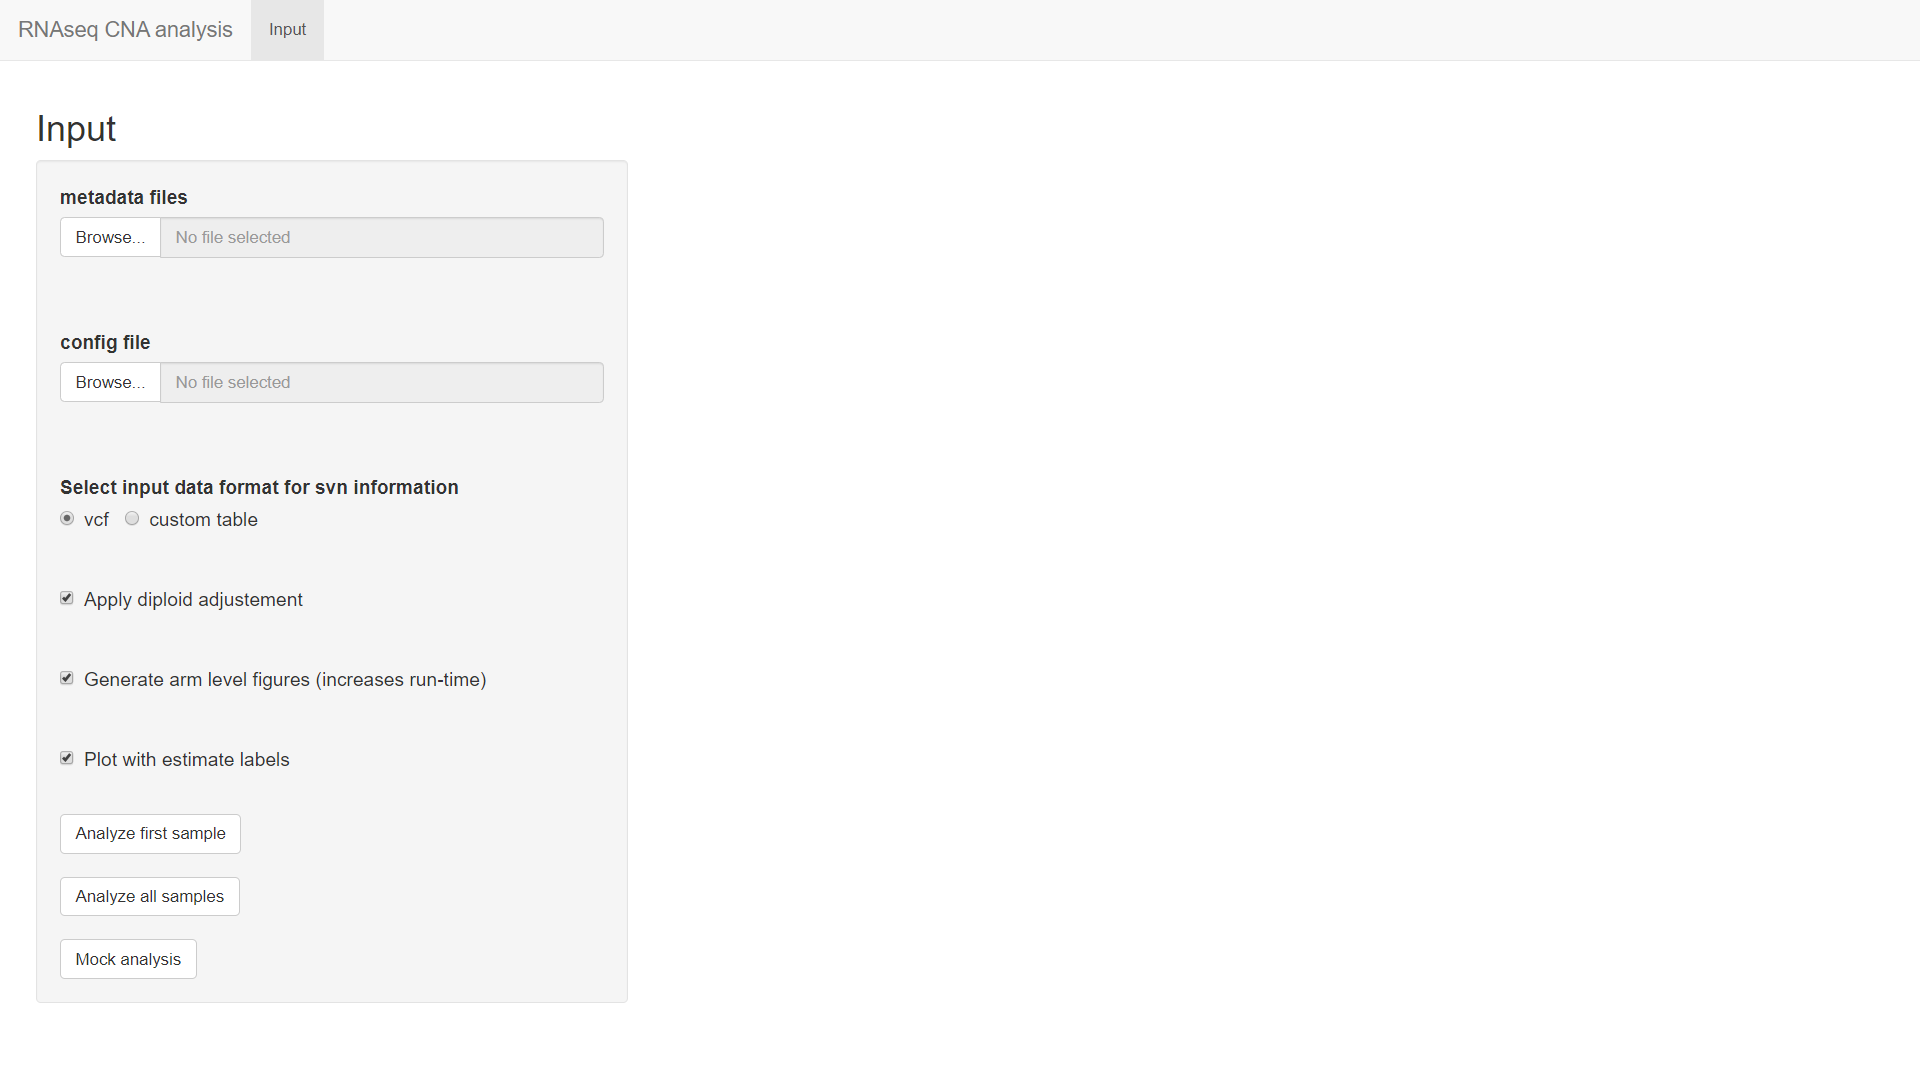 RNAseq CNA analysis Input
Input
metadata files
Browse... No file selected
config file
Browse... No file selected
Select input data format for svn information
vcf custom table
Apply diploid adjustement
Generate arm level figures (increases run-time)
Plot with estimate labels
Analyze first sample
Analyze all samples
Mock analysis